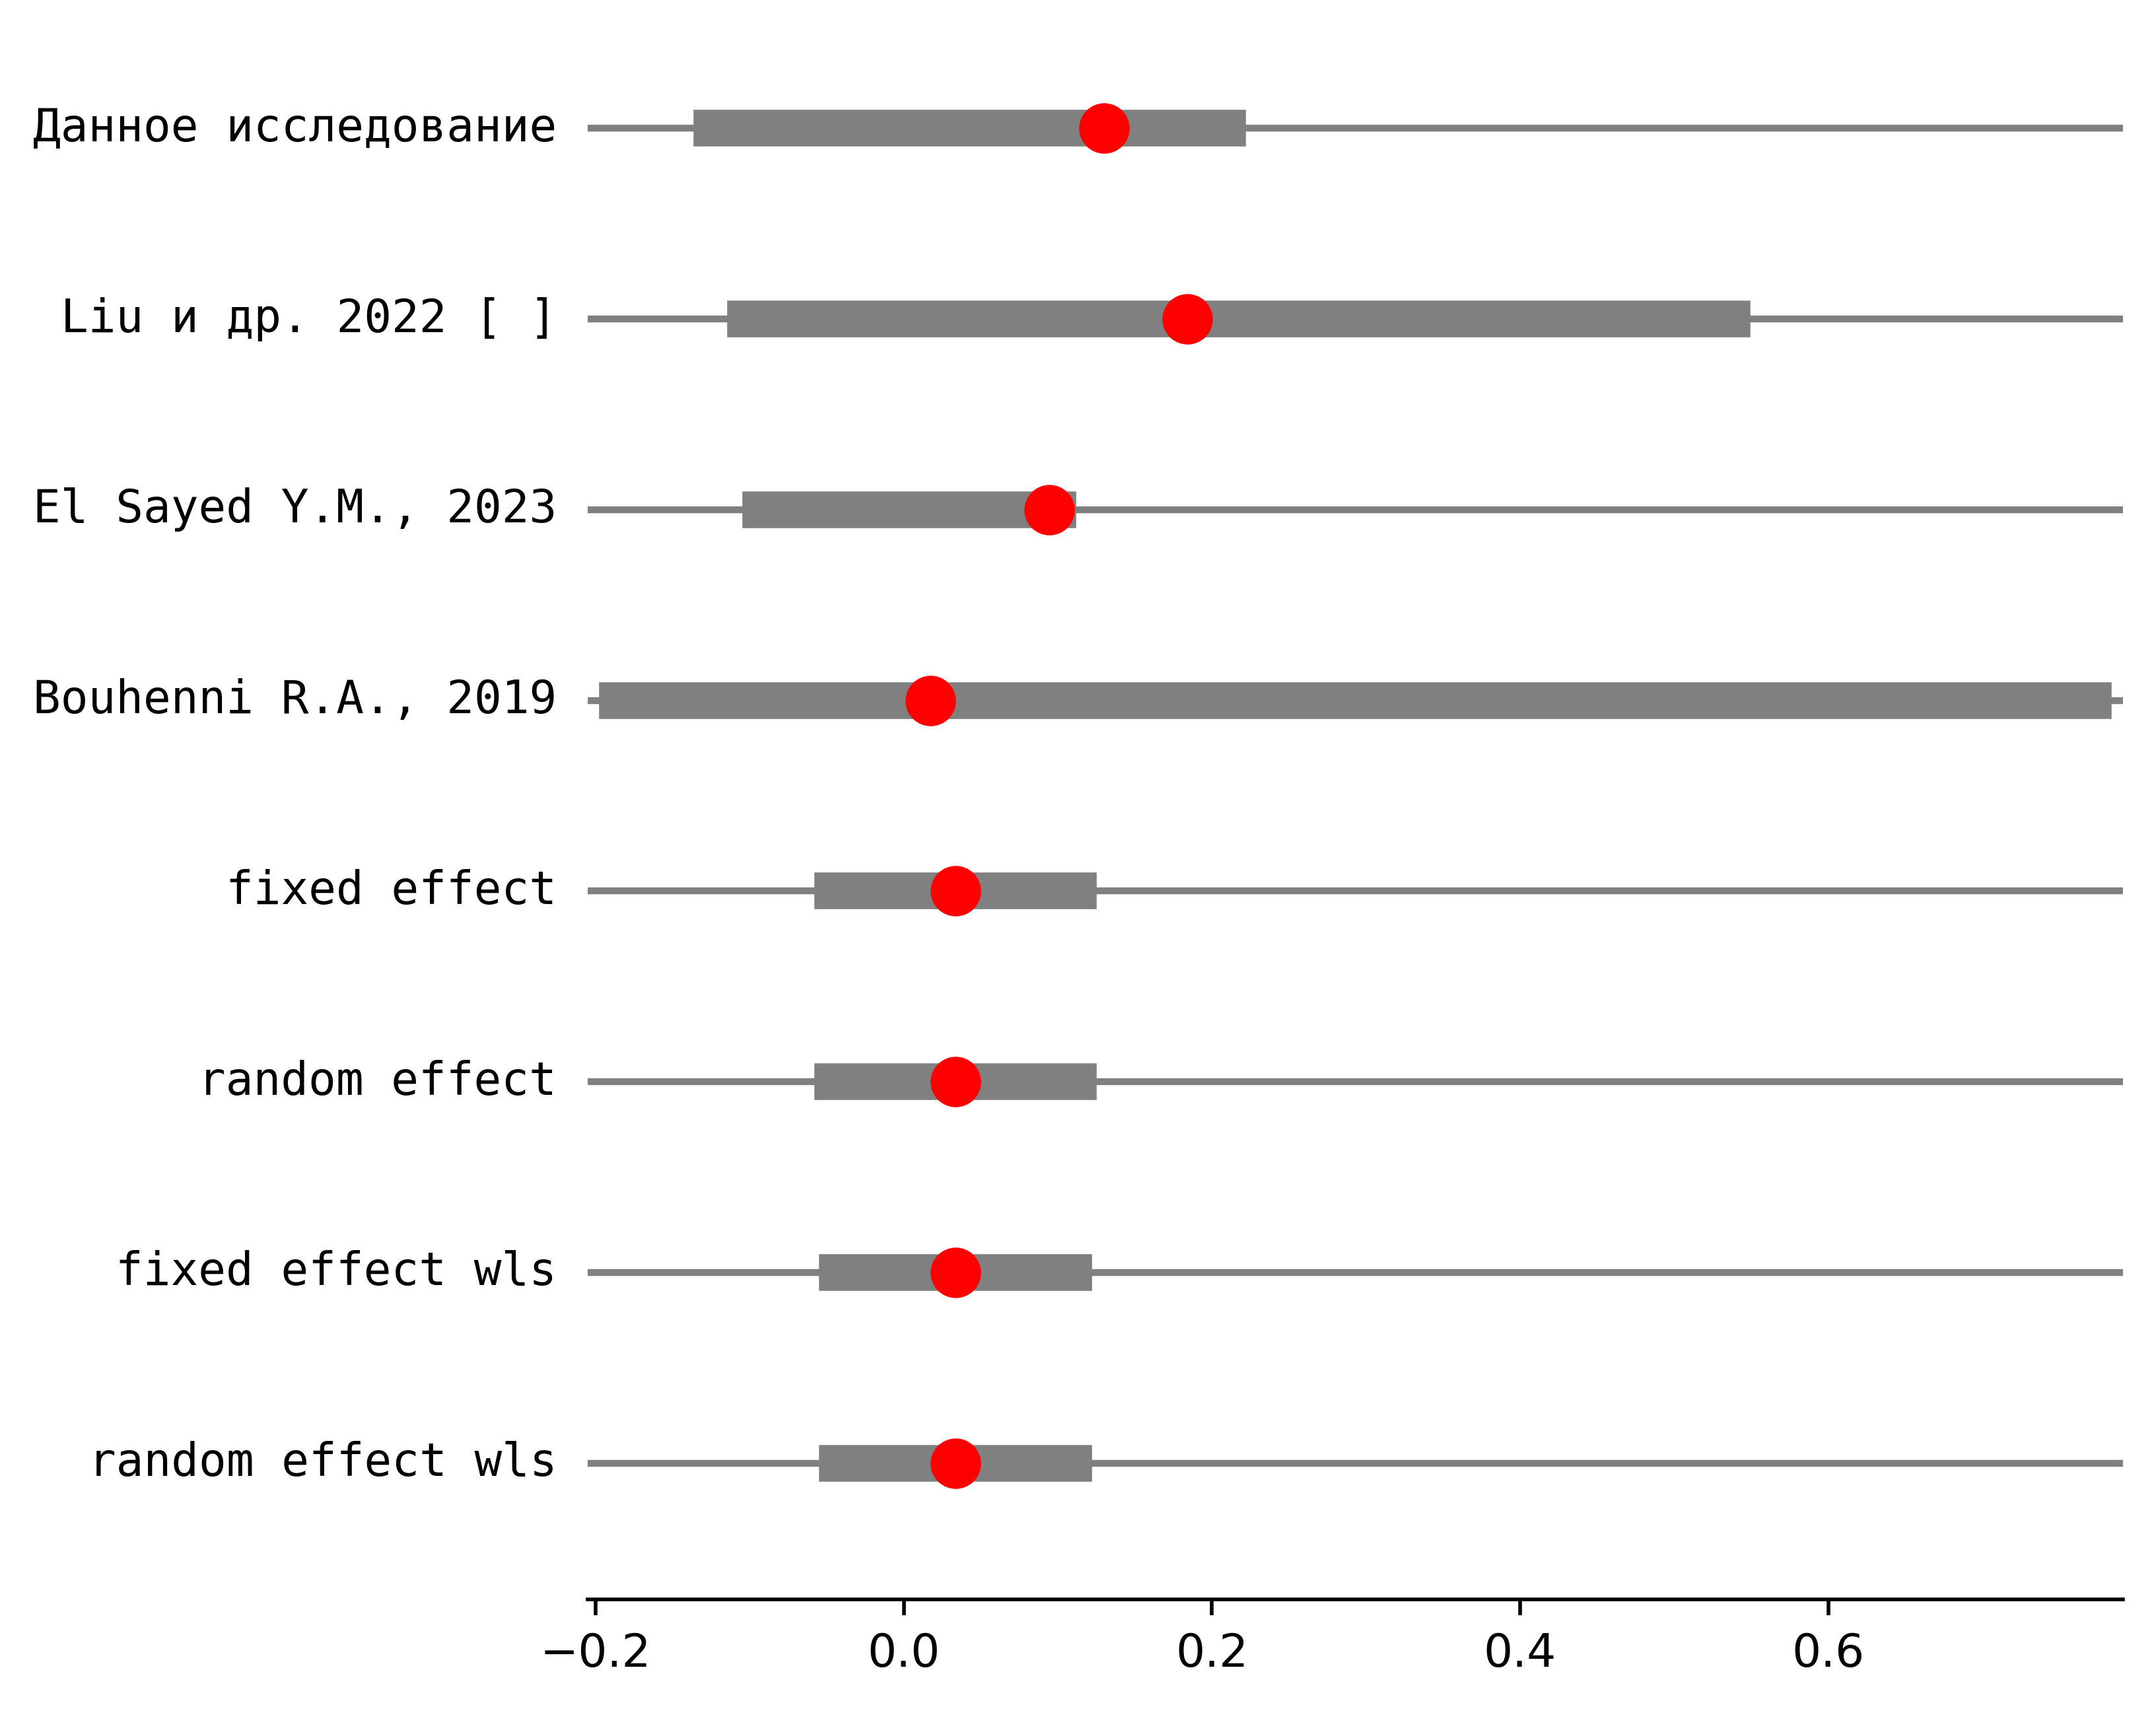 Данное исследование
Liu и др. 2022 [ ]
El Sayed Y.M., 2023
Bouhenni R.A., 2019
fixed effect
random effect
fixed effect wls
random effect wls
−0.2 0.0 0.2 0.4 0.6